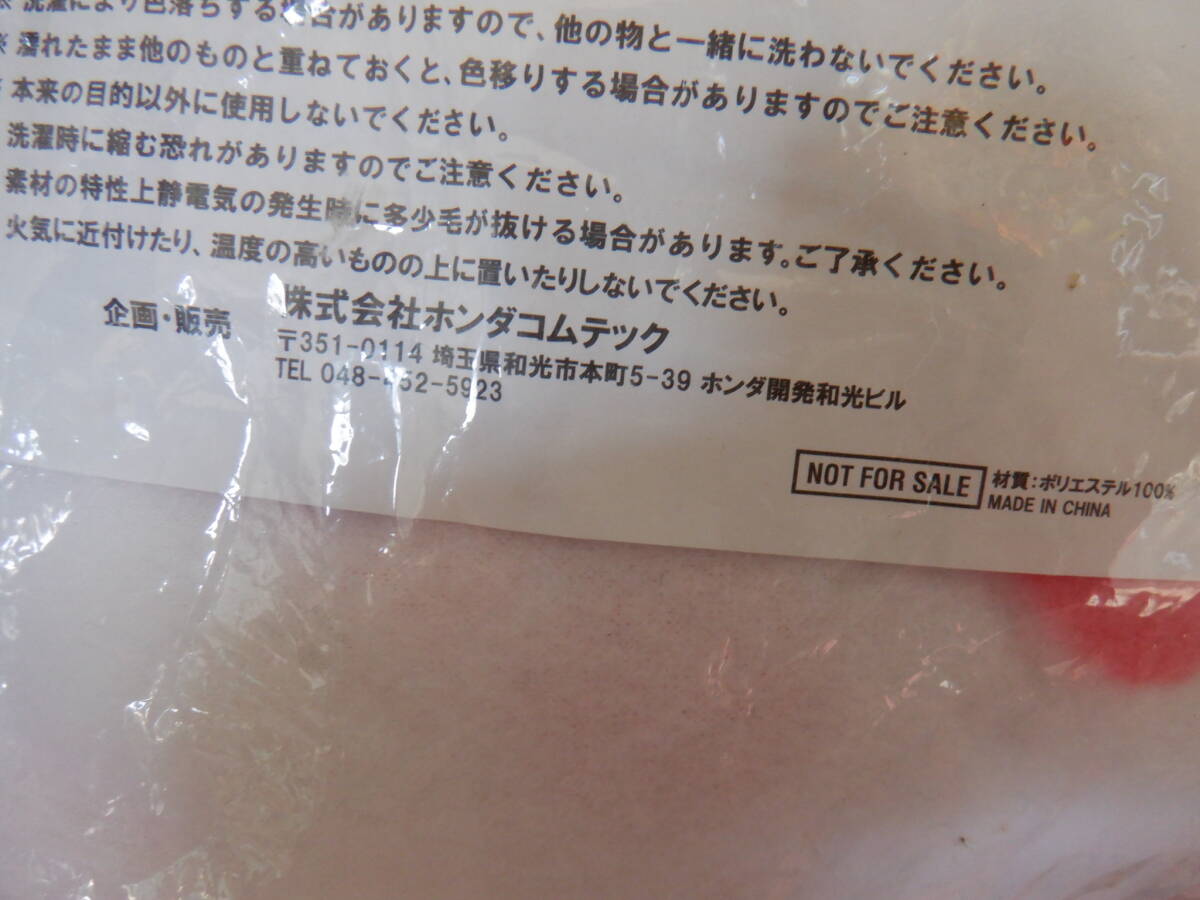 ※ 洗濯により色落ちする場合がありますので、他の物と一緒に洗わないでください。
※ 濡れたまま他のものと重ねておくと、色移りする場合がありますのでご注意ください。
※ 本来の目的以外に使用しないでください。
洗濯時に縮む恐れがありますのでご注意ください。
素材の特性上静電気の発生時に多少毛が抜ける場合があります。ご了承ください。
火気に近付けたり、温度の高いものの上に置いたりしないでください。
企画・販売 株式会社ホンダコムテック
〒351-0114 埼玉県和光市本町5-39 ホンダ開発和光ビル
TEL 048-452-5923
NOT FOR SALE 材質：ポリエステル100%
MADE IN CHINA